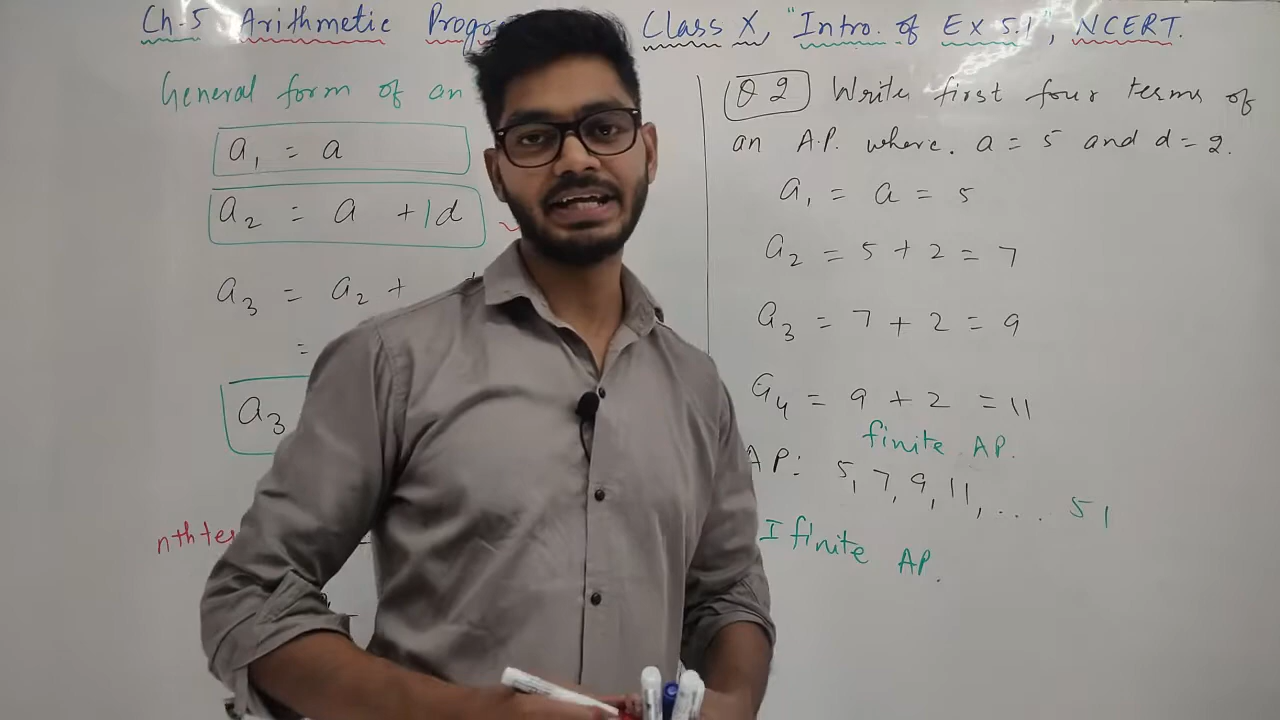 Ch-5 Arithmetic Prog Class X, "Intro. of Ex 5.1", NCERT.
General form of an
a₁ = a
a₂ = a + 1d
a₃ = a₂ +
=
a₃
nth ter
Q 2 Write first four terms of
an A.P. where. a = 5 and d = 2.
a₁ = a = 5
a₂ = 5 + 2 = 7
a₃ = 7 + 2 = 9
a₄ = 9 + 2 = 11
finite AP.
AP: 5, 7, 9, 11, .... 51
Ifinite AP.